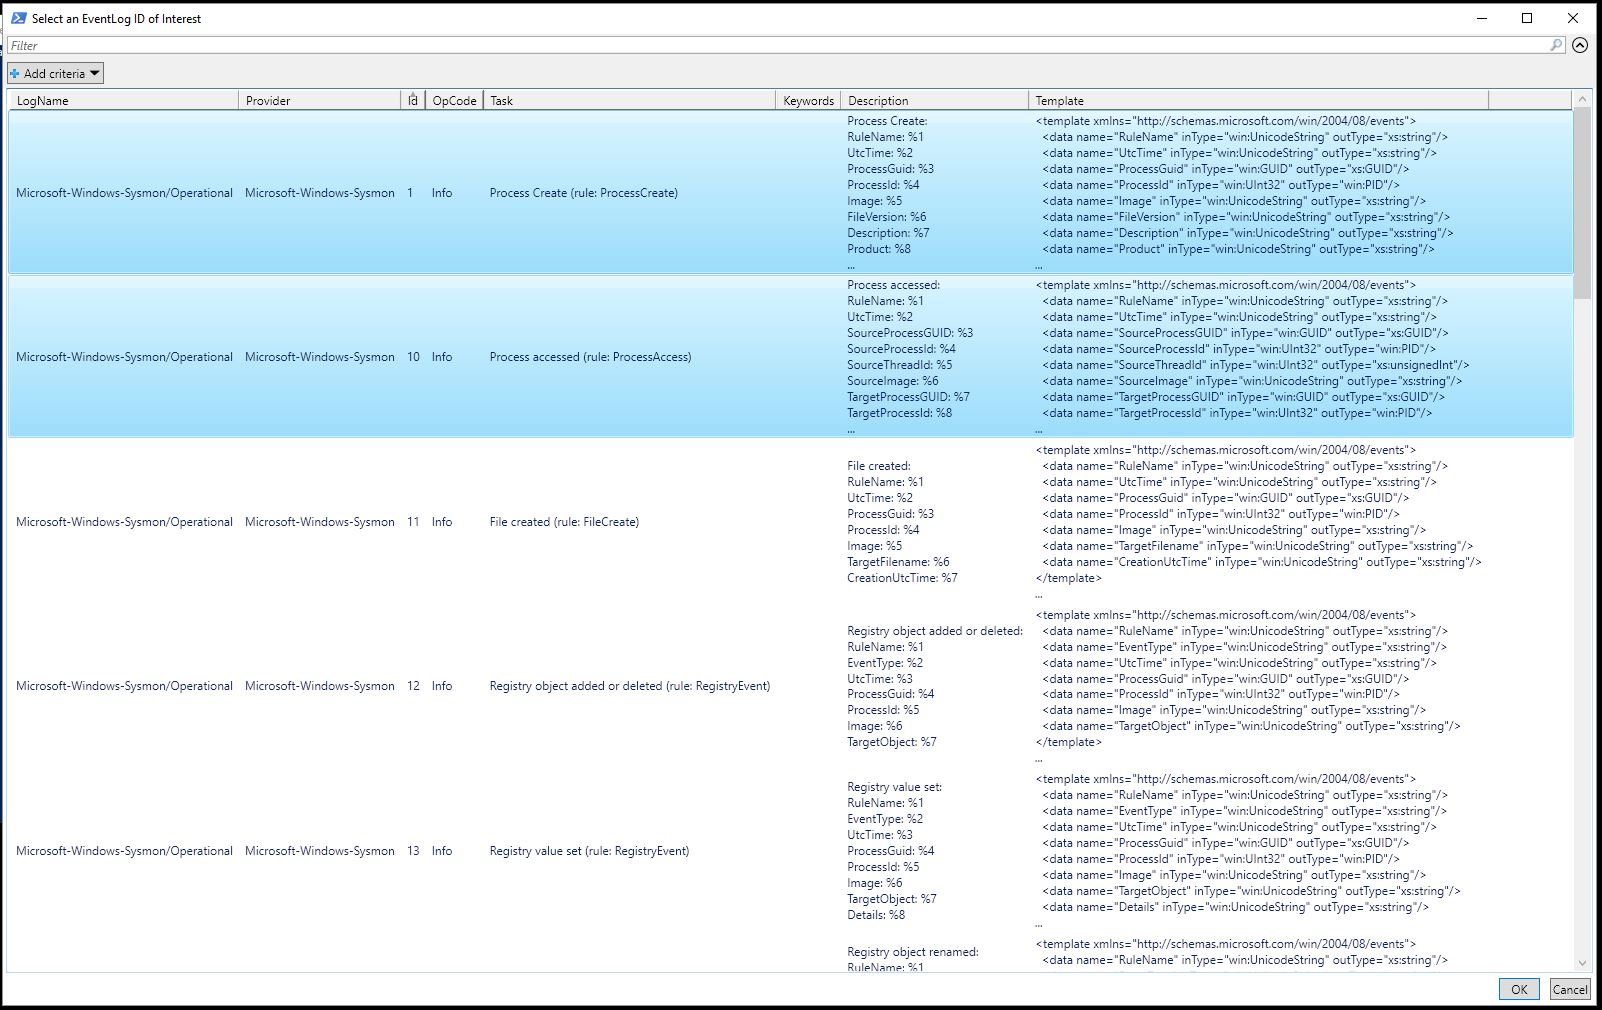 Select an EventLog ID of Interest
Filter
Add criteria
LogName Provider Id OpCode Task Keywords Description Template
Microsoft-Windows-Sysmon/Operational Microsoft-Windows-Sysmon 1 Info Process Create (rule: ProcessCreate)
Process Create:
RuleName: %1
UtcTime: %2
ProcessGuid: %3
ProcessId: %4
Image: %5
FileVersion: %6
Description: %7
Product: %8
...
<template xmlns="http://schemas.microsoft.com/win/2004/08/events">
<data name="RuleName" inType="win:UnicodeString" outType="xs:string"/>
<data name="UtcTime" inType="win:UnicodeString" outType="xs:string"/>
<data name="ProcessGuid" inType="win:GUID" outType="xs:GUID"/>
<data name="ProcessId" inType="win:UInt32" outType="win:PID"/>
<data name="Image" inType="win:UnicodeString" outType="xs:string"/>
<data name="FileVersion" inType="win:UnicodeString" outType="xs:string"/>
<data name="Description" inType="win:UnicodeString" outType="xs:string"/>
<data name="Product" inType="win:UnicodeString" outType="xs:string"/>
...
Microsoft-Windows-Sysmon/Operational Microsoft-Windows-Sysmon 10 Info Process accessed (rule: ProcessAccess)
Process accessed:
RuleName: %1
UtcTime: %2
SourceProcessGUID: %3
SourceProcessId: %4
SourceThreadId: %5
SourceImage: %6
TargetProcessGUID: %7
TargetProcessId: %8
...
<template xmlns="http://schemas.microsoft.com/win/2004/08/events">
<data name="RuleName" inType="win:UnicodeString" outType="xs:string"/>
<data name="UtcTime" inType="win:UnicodeString" outType="xs:string"/>
<data name="SourceProcessGUID" inType="win:GUID" outType="xs:GUID"/>
<data name="SourceProcessId" inType="win:UInt32" outType="win:PID"/>
<data name="SourceThreadId" inType="win:UInt32" outType="xs:unsignedInt"/>
<data name="SourceImage" inType="win:UnicodeString" outType="xs:string"/>
<data name="TargetProcessGUID" inType="win:GUID" outType="xs:GUID"/>
<data name="TargetProcessId" inType="win:UInt32" outType="win:PID"/>
...
Microsoft-Windows-Sysmon/Operational Microsoft-Windows-Sysmon 11 Info File created (rule: FileCreate)
File created:
RuleName: %1
UtcTime: %2
ProcessGuid: %3
ProcessId: %4
Image: %5
TargetFilename: %6
CreationUtcTime: %7
<template xmlns="http://schemas.microsoft.com/win/2004/08/events">
<data name="RuleName" inType="win:UnicodeString" outType="xs:string"/>
<data name="UtcTime" inType="win:UnicodeString" outType="xs:string"/>
<data name="ProcessGuid" inType="win:GUID" outType="xs:GUID"/>
<data name="ProcessId" inType="win:UInt32" outType="win:PID"/>
<data name="Image" inType="win:UnicodeString" outType="xs:string"/>
<data name="TargetFilename" inType="win:UnicodeString" outType="xs:string"/>
<data name="CreationUtcTime" inType="win:UnicodeString" outType="xs:string"/>
</template>
...
Microsoft-Windows-Sysmon/Operational Microsoft-Windows-Sysmon 12 Info Registry object added or deleted (rule: RegistryEvent)
Registry object added or deleted:
RuleName: %1
EventType: %2
UtcTime: %3
ProcessGuid: %4
ProcessId: %5
Image: %6
TargetObject: %7
<template xmlns="http://schemas.microsoft.com/win/2004/08/events">
<data name="RuleName" inType="win:UnicodeString" outType="xs:string"/>
<data name="EventType" inType="win:UnicodeString" outType="xs:string"/>
<data name="UtcTime" inType="win:UnicodeString" outType="xs:string"/>
<data name="ProcessGuid" inType="win:GUID" outType="xs:GUID"/>
<data name="ProcessId" inType="win:UInt32" outType="win:PID"/>
<data name="Image" inType="win:UnicodeString" outType="xs:string"/>
<data name="TargetObject" inType="win:UnicodeString" outType="xs:string"/>
</template>
...
Microsoft-Windows-Sysmon/Operational Microsoft-Windows-Sysmon 13 Info Registry value set (rule: RegistryEvent)
Registry value set:
RuleName: %1
EventType: %2
UtcTime: %3
ProcessGuid: %4
ProcessId: %5
Image: %6
TargetObject: %7
Details: %8
<template xmlns="http://schemas.microsoft.com/win/2004/08/events">
<data name="RuleName" inType="win:UnicodeString" outType="xs:string"/>
<data name="EventType" inType="win:UnicodeString" outType="xs:string"/>
<data name="UtcTime" inType="win:UnicodeString" outType="xs:string"/>
<data name="ProcessGuid" inType="win:GUID" outType="xs:GUID"/>
<data name="ProcessId" inType="win:UInt32" outType="win:PID"/>
<data name="Image" inType="win:UnicodeString" outType="xs:string"/>
<data name="TargetObject" inType="win:UnicodeString" outType="xs:string"/>
<data name="Details" inType="win:UnicodeString" outType="xs:string"/>
...
Registry object renamed:
RuleName: %1
<template xmlns="http://schemas.microsoft.com/win/2004/08/events">
<data name="RuleName" inType="win:UnicodeString" outType="xs:string"/>
OK Cancel